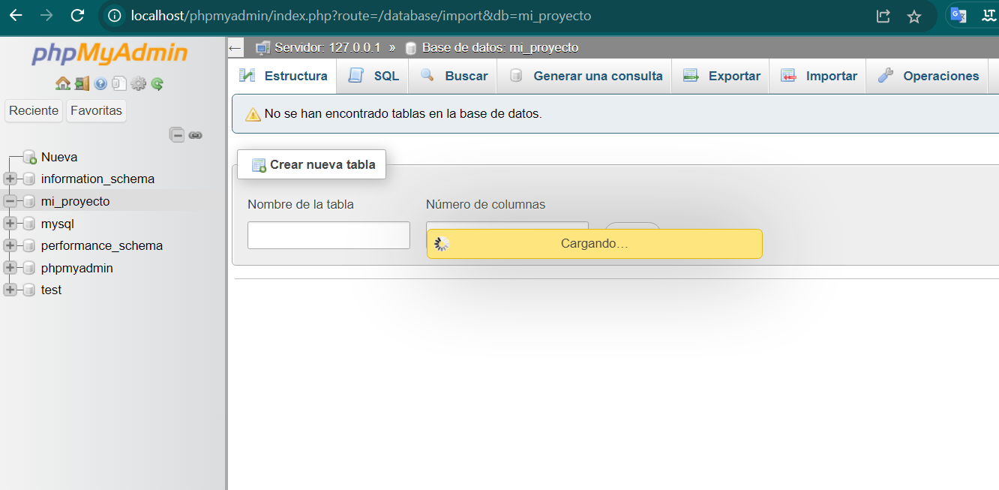 localhost/phpmyadmin/index.php?route=/database/import&db=mi_proyecto
phpMyAdmin
Reciente Favoritas
Nueva
information_schema
mi_proyecto
mysql
performance_schema
phpmyadmin
test
Servidor: 127.0.0.1 » Base de datos: mi_proyecto
Estructura SQL Buscar Generar una consulta Exportar Importar Operaciones
No se han encontrado tablas en la base de datos.
Crear nueva tabla
Nombre de la tabla Número de columnas
Cargando…